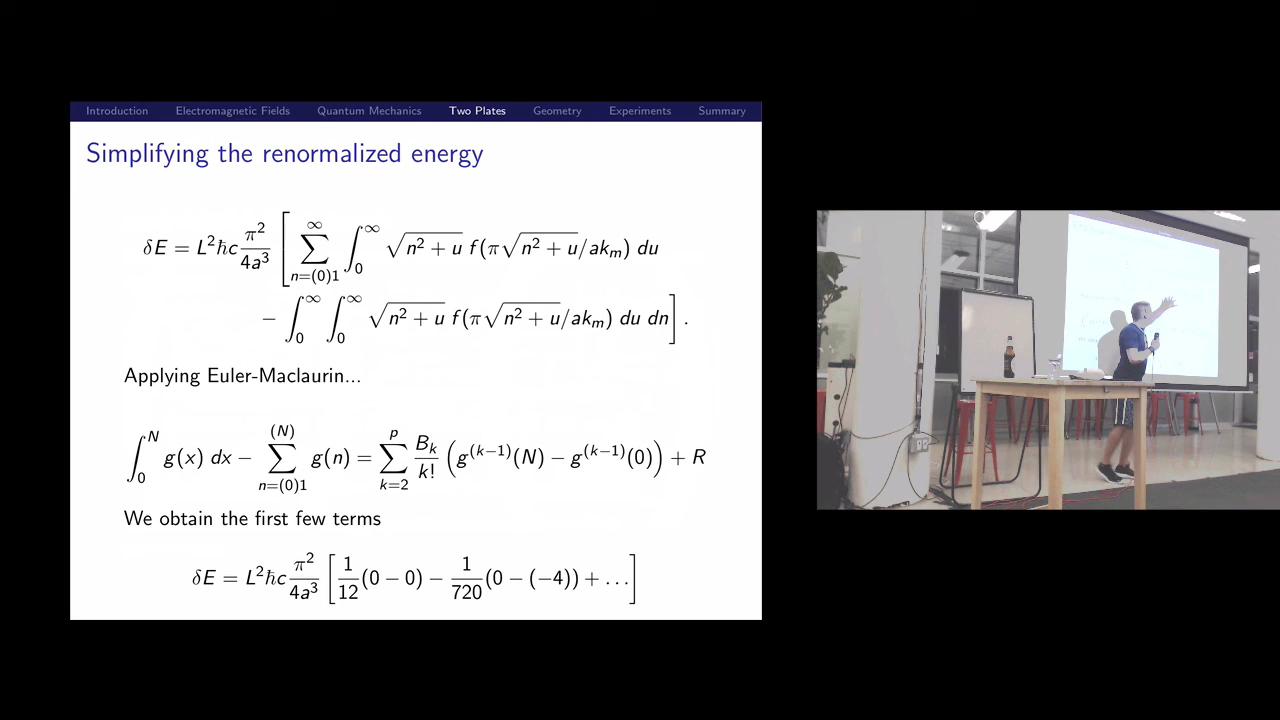 Introduction Electromagnetic Fields Quantum Mechanics Two Plates Geometry Experiments Summary
Simplifying the renormalized energy
δE = L²ħc π²/4a³ [ ∑_{n=(0)1}^{∞} ∫_0^∞ √(n² + u) f(π√(n² + u)/ak_m) du
− ∫_0^∞ ∫_0^∞ √(n² + u) f(π√(n² + u)/ak_m) du dn ] .
Applying Euler-Maclaurin...
∫_0^N g(x) dx − ∑_{n=(0)1}^{(N)} g(n) = ∑_{k=2}^{p} B_k/k! ( g^{(k−1)}(N) − g^{(k−1)}(0) ) + R
We obtain the first few terms
δE = L²ħc π²/4a³ [ 1/12 (0 − 0) − 1/720 (0 − (−4)) + ... ]